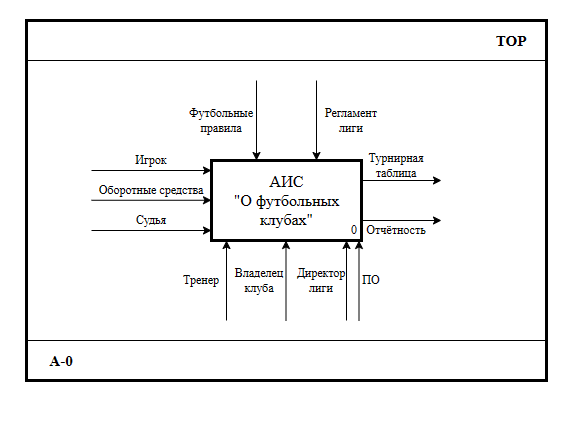 TOP
Футбольные
правила
Регламент
лиги
Игрок
Оборотные средства
Судья
АИС
"О футбольных
клубах"
0
Турнирная
таблица
Отчётность
Тренер
Владелец
клуба
Директор
лиги
ПО
А-0